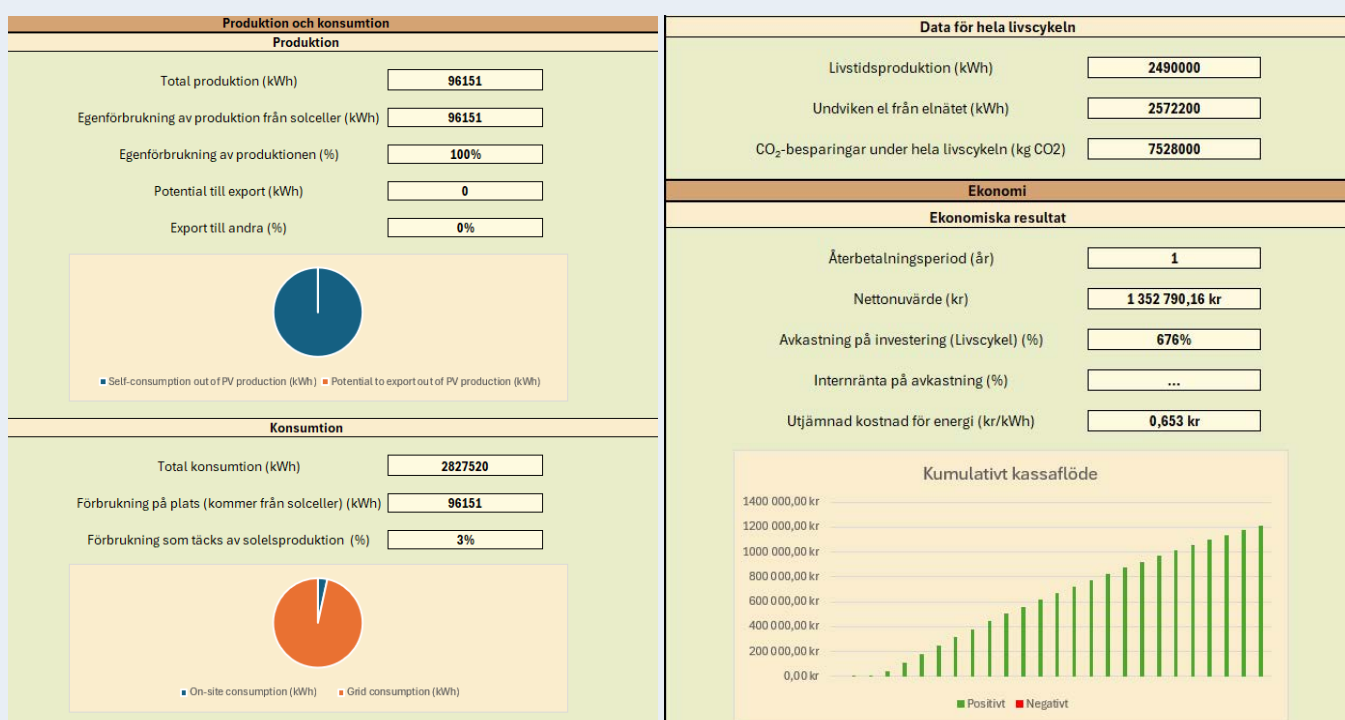 Produktion och konsumtion
Produktion
Total produktion (kWh) 96151
Egenförbrukning av produktion från solceller (kWh) 96151
Egenförbrukning av produktionen (%) 100%
Potential till export (kWh) 0
Export till andra (%) 0%
Self-consumption out of PV production (kWh) Potential to export out of PV production (kWh)
Konsumtion
Total konsumtion (kWh) 2827520
Förbrukning på plats (kommer från solceller) (kWh) 96151
Förbrukning som täcks av solelsproduktion (%) 3%
On-site consumption (kWh) Grid consumption (kWh)
Data för hela livscykeln
Livstidsproduktion (kWh) 2490000
Undviken el från elnätet (kWh) 2572200
CO₂-besparingar under hela livscykeln (kg CO2) 7528000
Ekonomi
Ekonomiska resultat
Återbetalningsperiod (år) 1
Nettonuvärde (kr) 1 352 790,16 kr
Avkastning på investering (Livscykel) (%) 676%
Internränta på avkastning (%) ...
Utjämnad kostnad för energi (kr/kWh) 0,653 kr
Kumulativt kassaflöde
1400 000,00 kr
1200 000,00 kr
1000 000,00 kr
800 000,00 kr
600 000,00 kr
400 000,00 kr
200 000,00 kr
0,00 kr
Positivt Negativt